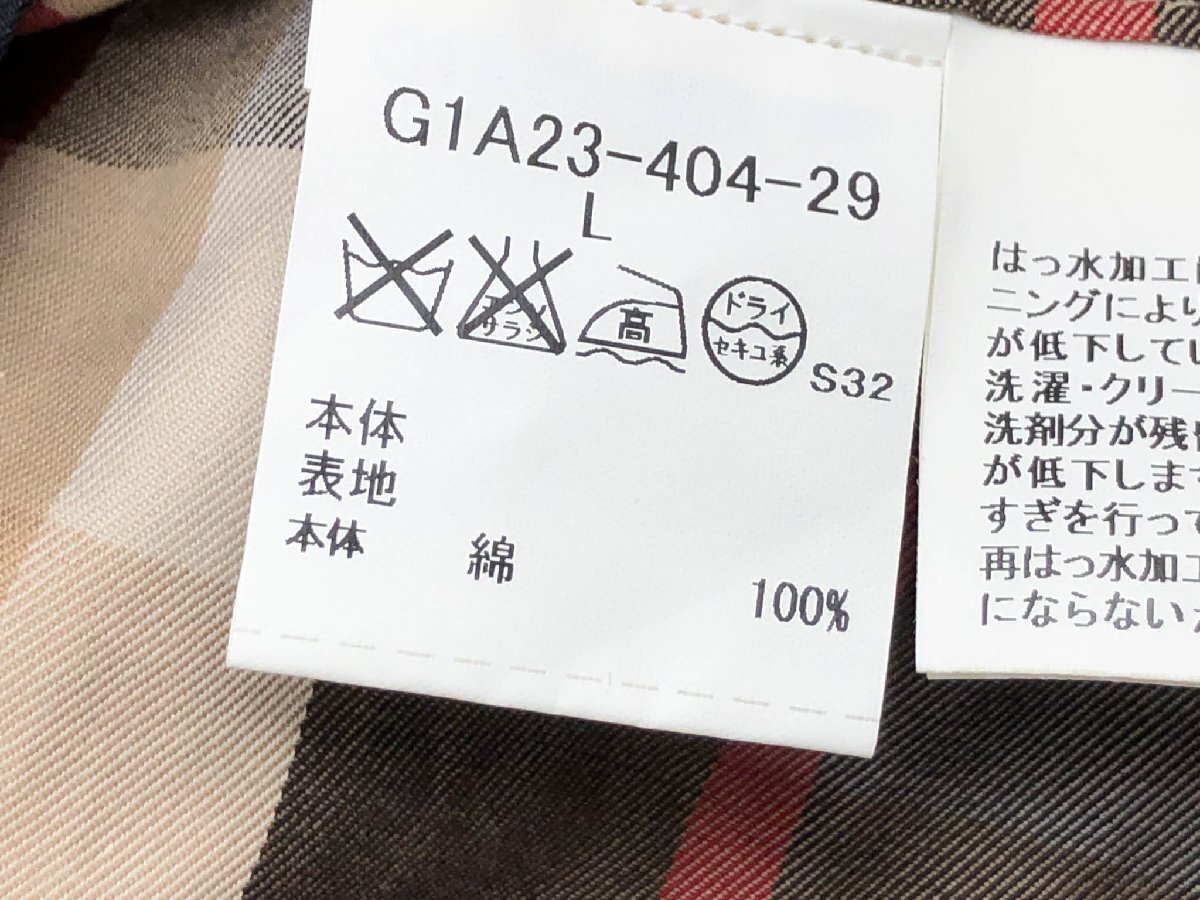 G1A23-404-29
L
エンソ
サラシ
高
ドライ
セキユ系
S32
本体
表地
本体 綿 100%
はっ水加工
ニングにより
が低下してい
洗濯・クリー
洗剤分が残
が低下しま
すぎを行って
再はっ水加工
にならない